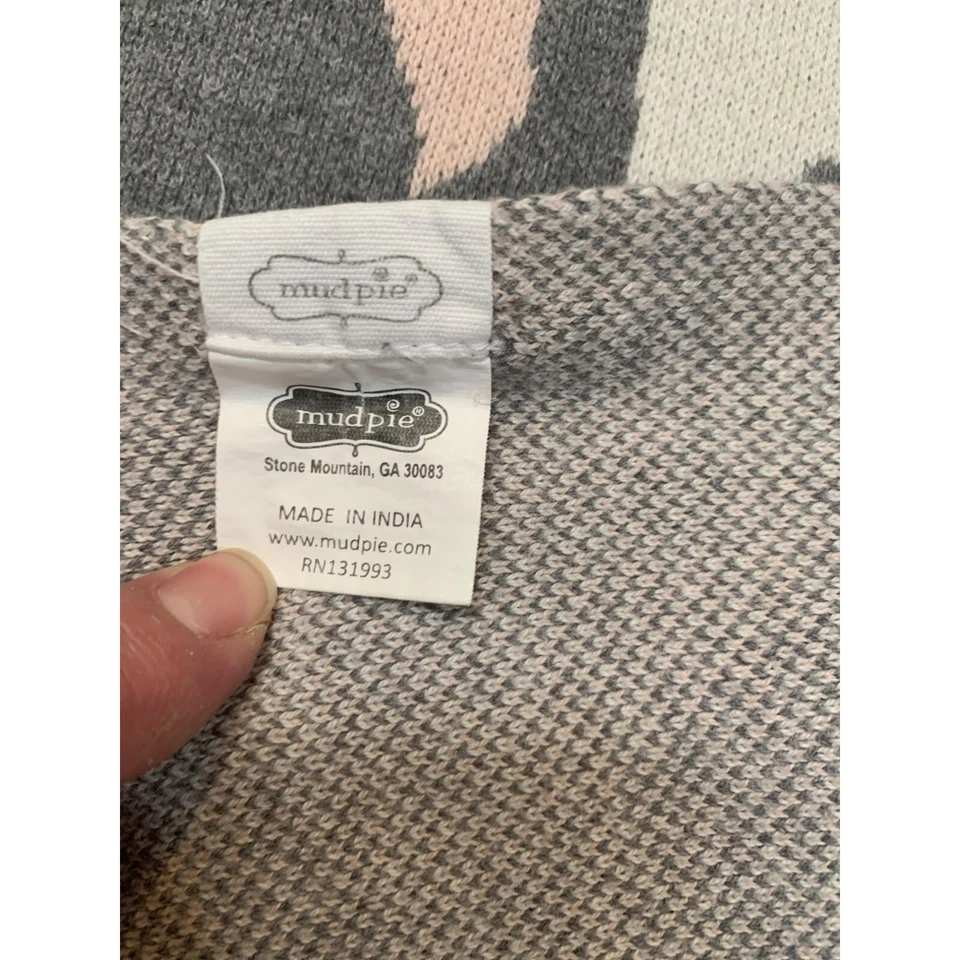 mudpie®
mudpie®
Stone Mountain, GA 30083
MADE IN INDIA
www.mudpie.com
RN131993